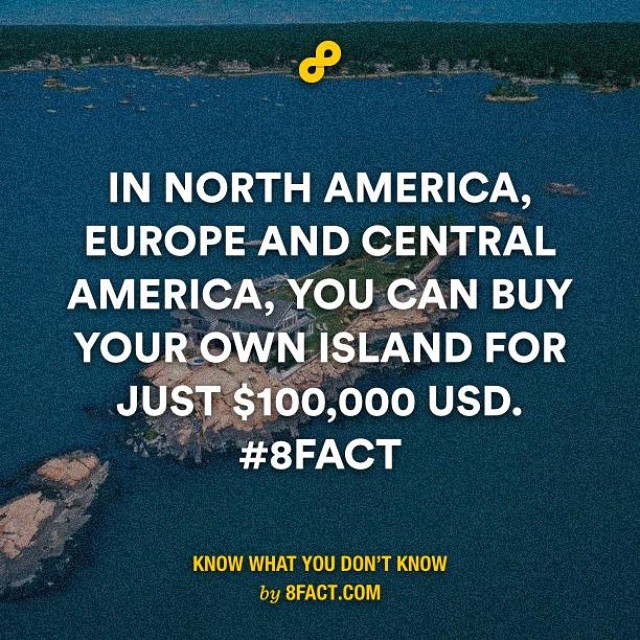 IN NORTH AMERICA,
EUROPE AND CENTRAL
AMERICA, YOU CAN BUY
YOUR OWN ISLAND FOR
JUST $100,000 USD.
#8FACT
KNOW WHAT YOU DON'T KNOW
by 8FACT.COM